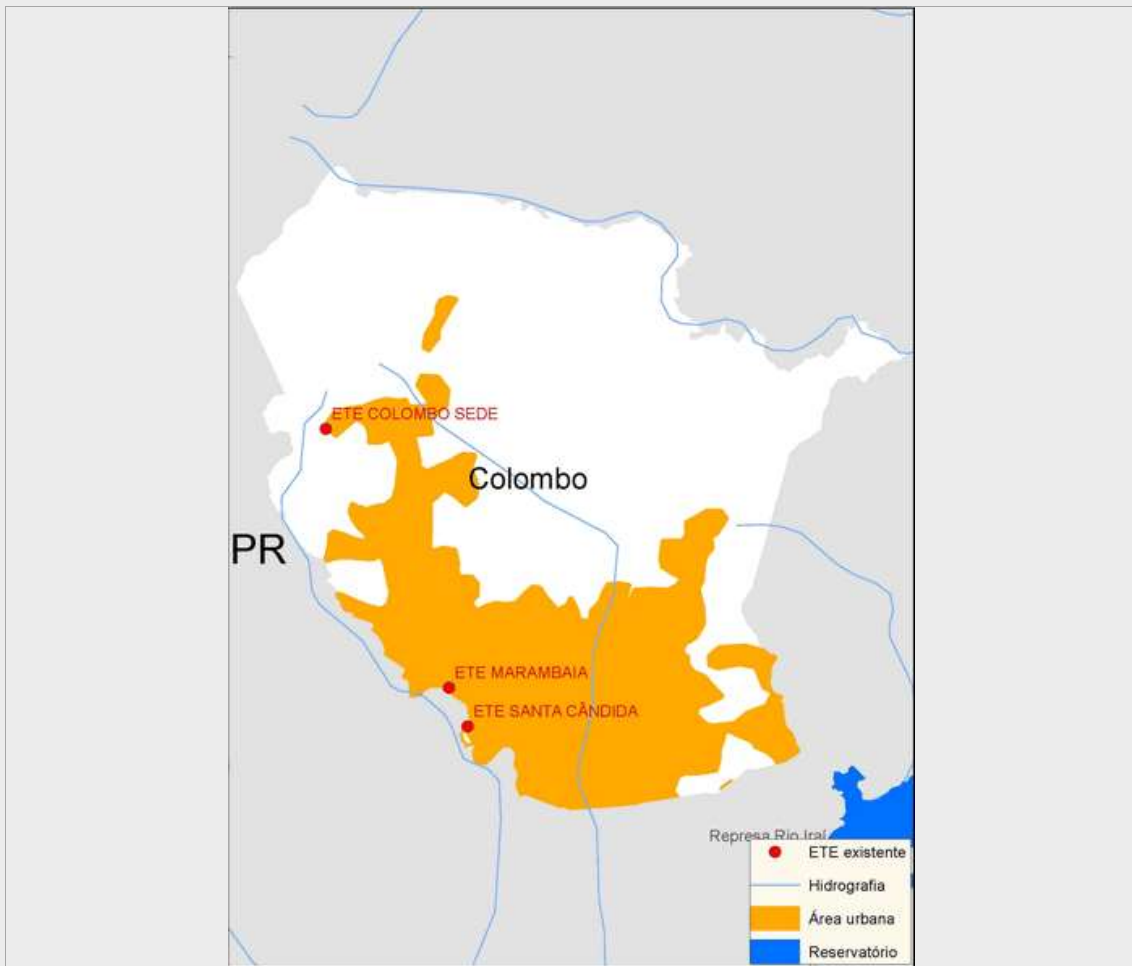 ETE COLOMBO SEDE
Colombo
PR
ETE MARAMBAIA
ETE SANTA CÂNDIDA
Represa Rio Iraí
ETE existente
Hidrografia
Área urbana
Reservatório